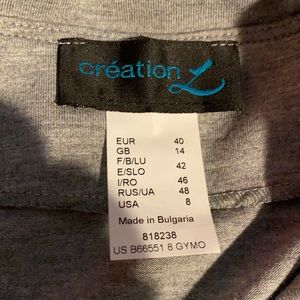 création L
EUR 40
GB 14
F/B/LU 42
E/SLO 44
I/RO 46
RUS/UA 48
USA 8
Made in Bulgaria
818238
US B66551 8 GYMO